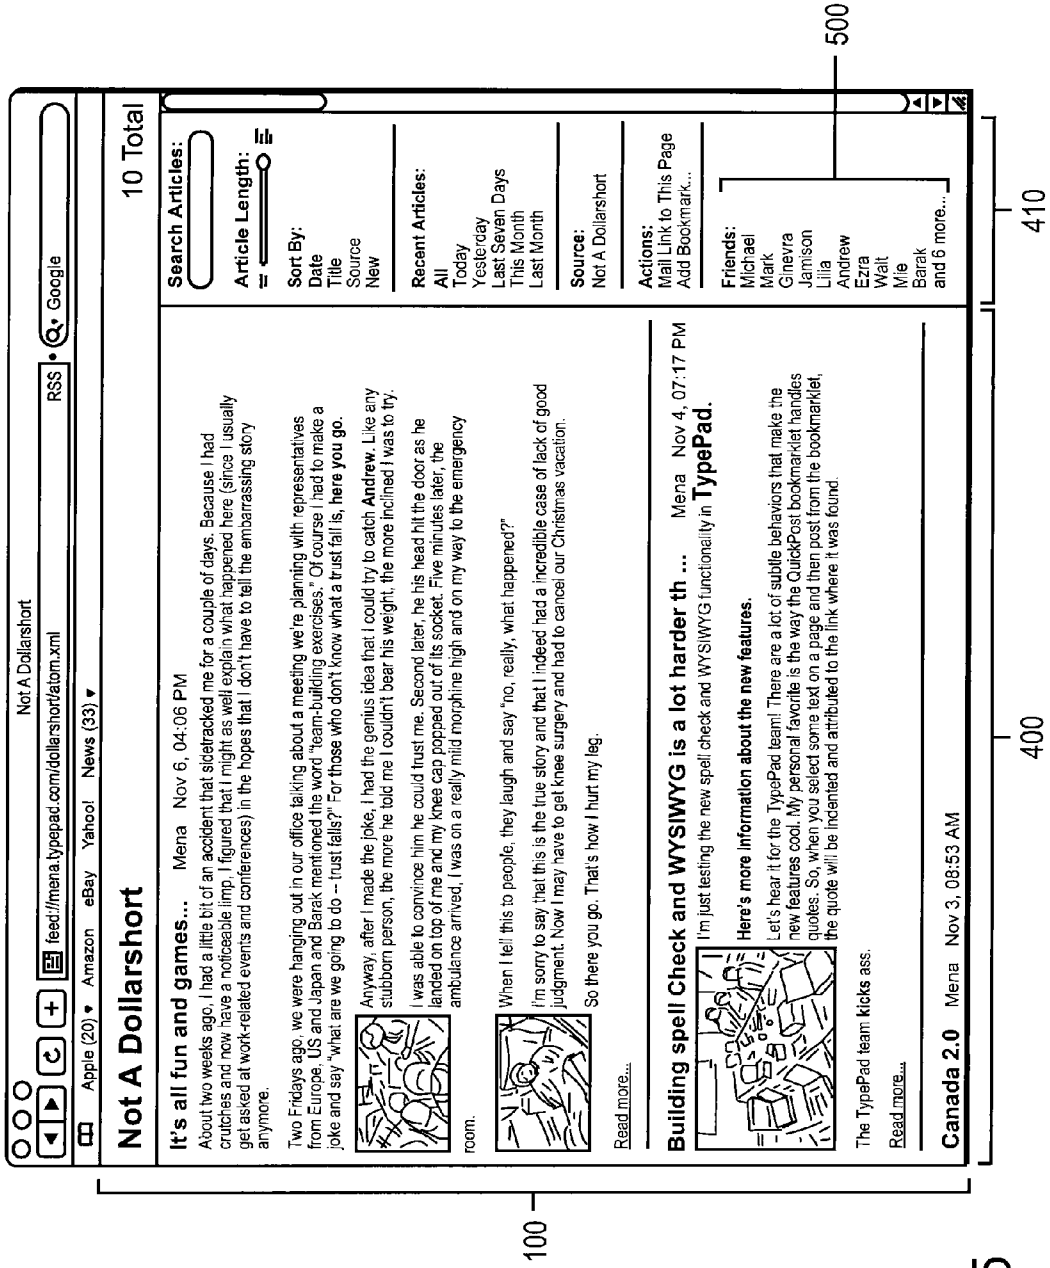 Not A Dollarshort
feed://mena.typepad.com/dollarshort/atom.xml
RSS
Google
Apple (20) ▾ Amazon eBay Yahoo! News (33) ▾
Not A Dollarshort
10 Total
It's all fun and games... Mena Nov 6, 04:06 PM
About two weeks ago, I had a little bit of an accident that sidetracked me for a couple of days. Because I had
crutches and now have a noticeable limp, I figured that I might as well explain what happened here (since I usually
get asked at work-related events and conferences) in the hopes that I don't have to tell the embarrassing story
anymore.
Two Fridays ago, we were hanging out in our office talking about a meeting we're planning with representatives
from Europe, US and Japan and Barak mentioned the word "team-building exercises." Of course I had to make a
joke and say "what are we going to do -- trust falls?" For those who don't know what a trust fall is, here you go.
Anyway, after I made the joke, I had the genius idea that I could try to catch Andrew. Like any
stubborn person, the more he told me I couldn't bear his weight, the more inclined I was to try.
I was able to convince him he could trust me. Second later, he his head hit the door as he
landed on top of me and my knee cap popped out of its socket. Five minutes later, the
ambulance arrived, I was on a really mild morphine high and on my way to the emergency
room.
When I tell this to people, they laugh and say "no, really, what happened?"
I'm sorry to say that this is the true story and that I indeed had a incredible case of lack of good
judgment. Now I may have to get knee surgery and had to cancel our Christmas vacation.
So there you go. That's how I hurt my leg.
Read more...
Building spell Check and WYSIWYG is a lot harder th ... Mena Nov 4, 07:17 PM
I'm just testing the new spell check and WYSIWYG functionality in TypePad.
Here's more information about the new features.
Let's hear it for the TypePad team! There are a lot of subtle behaviors that make the
new features cool. My personal favorite is the way the QuickPost bookmarklet handles
quotes. So, when you select some text on a page and then post from the bookmarklet,
the quote will be indented and attributed to the link where it was found.
The TypePad team kicks ass.
Read more...
Canada 2.0 Mena Nov 3, 08:53 AM
Search Articles:
Article Length:
Sort By:
Date
Title
Source
New
Recent Articles:
All
Today
Yesterday
Last Seven Days
This Month
Last Month
Source:
Not A Dollarshort
Actions:
Mail Link to This Page
Add Bookmark...
Friends:
Michael
Mark
Ginevra
Jamison
Lilia
Andrew
Ezra
Walt
Mie
Barak
and 6 more...
100
400
410
500